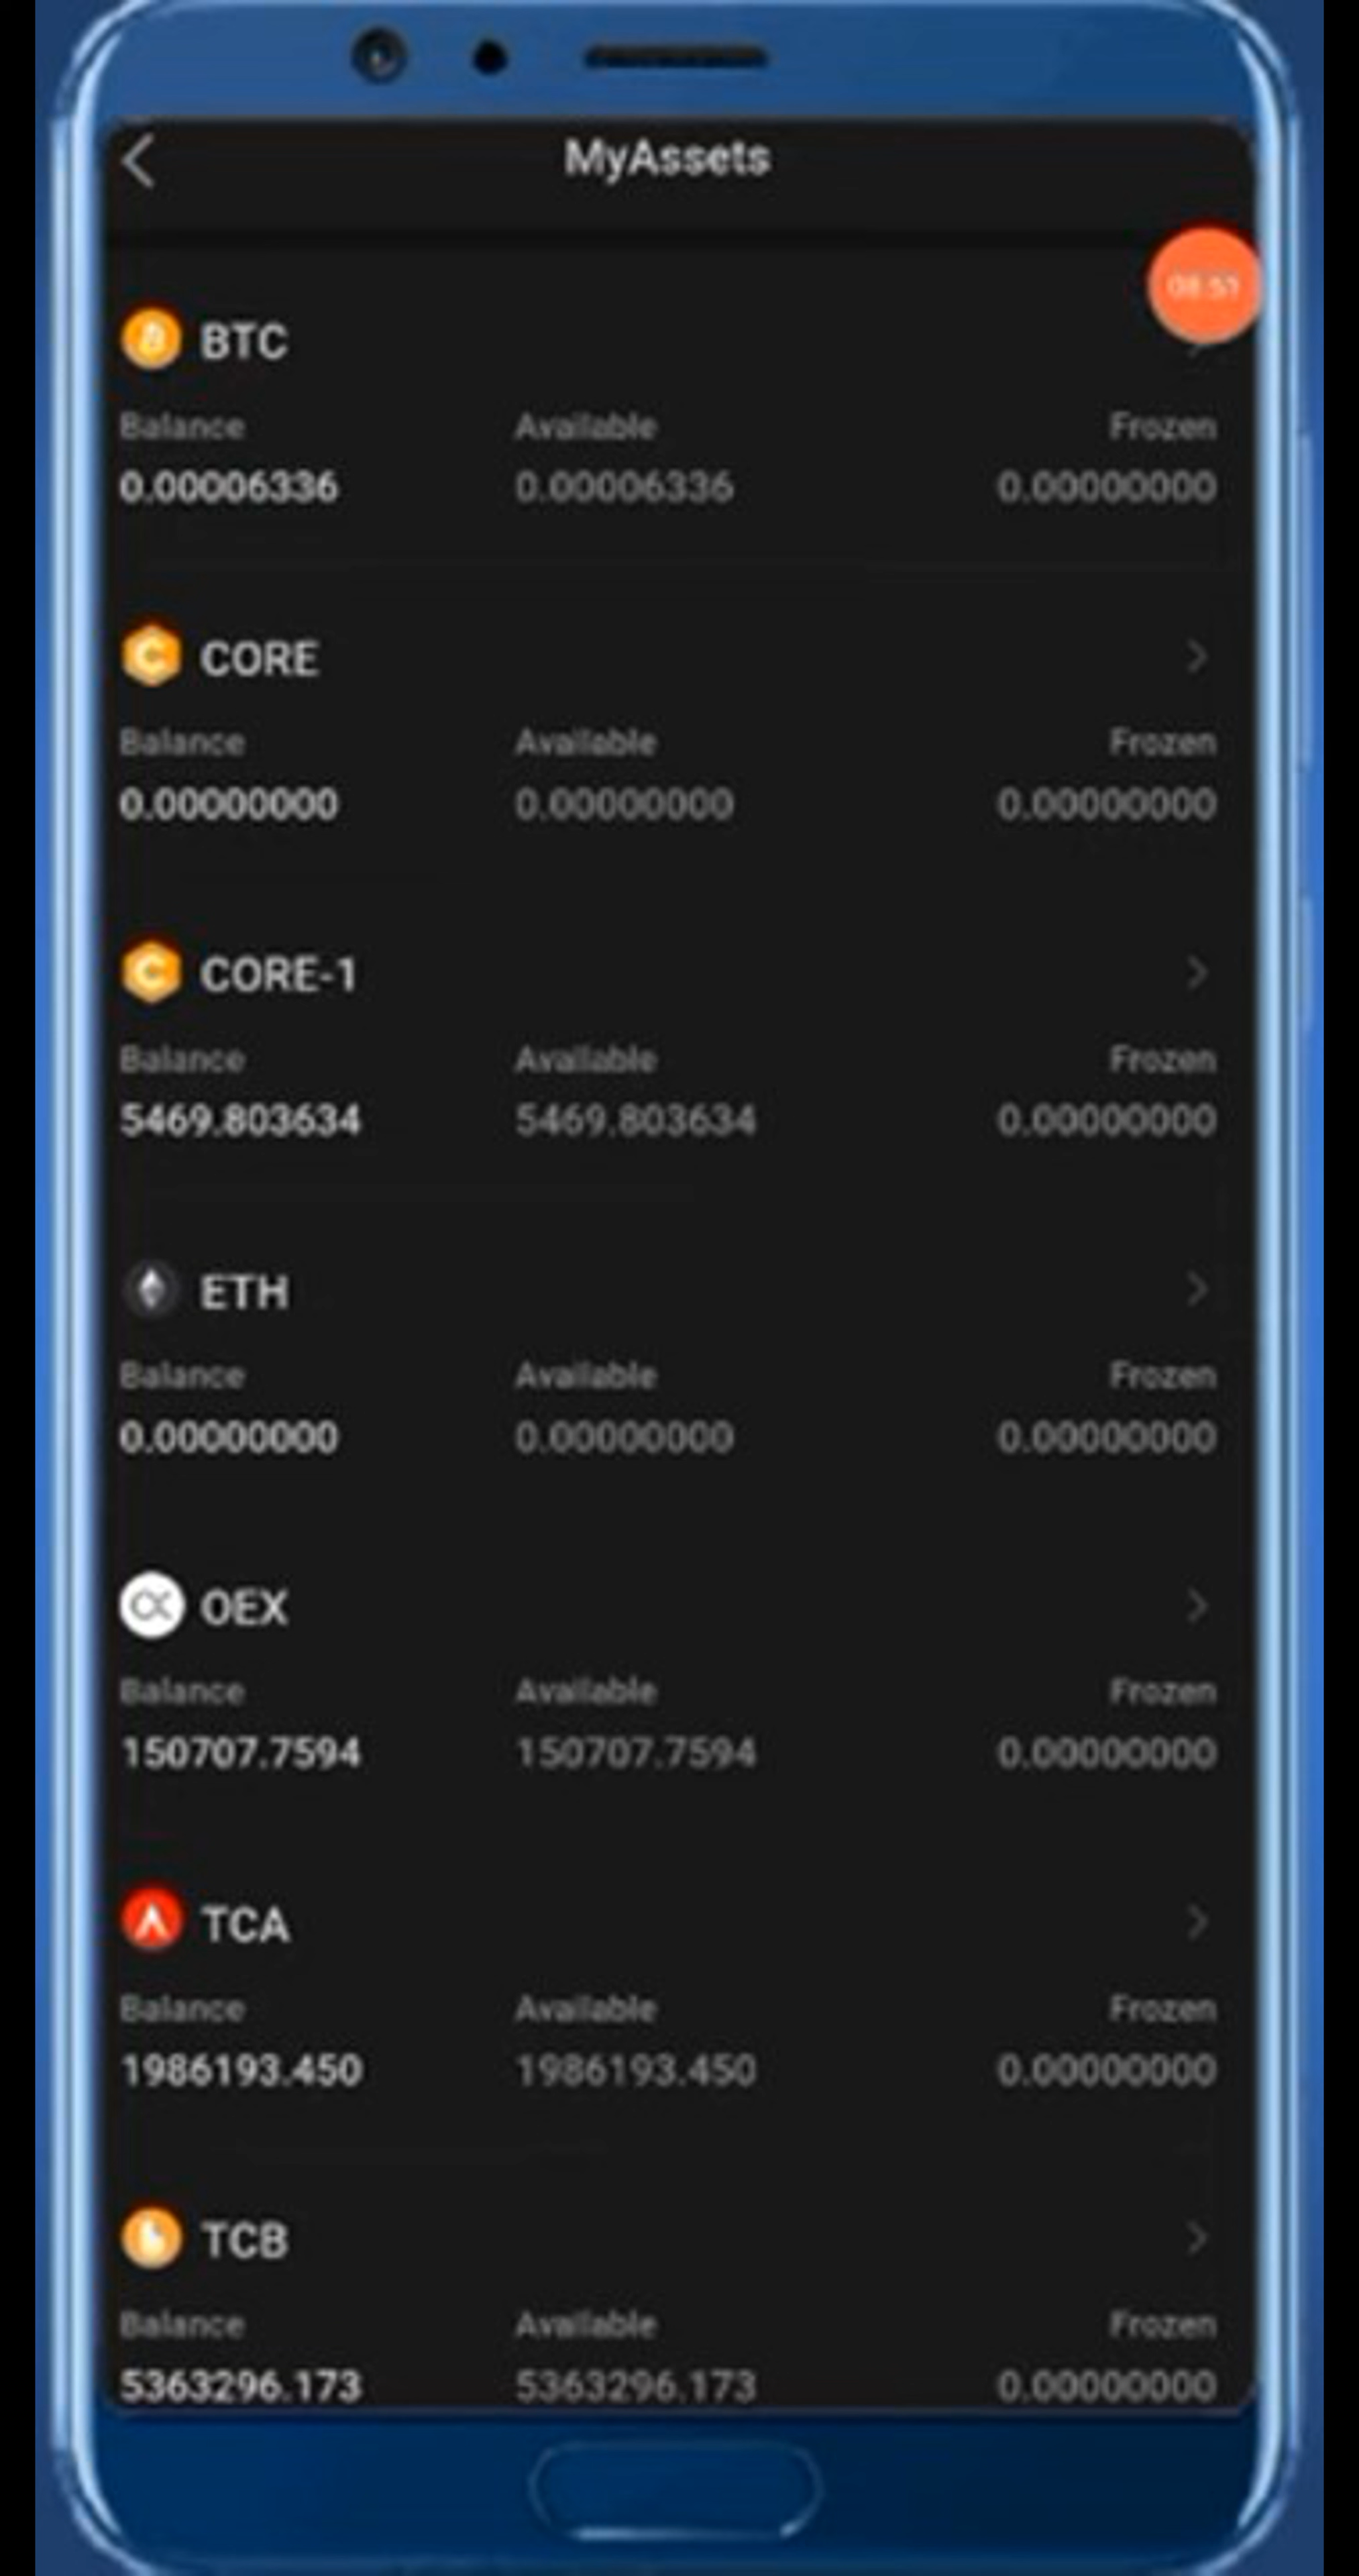 MyAssets
BTC
Balance Available Frozen
0.00006336 0.00006336 0.00000000
CORE
Balance Available Frozen
0.00000000 0.00000000 0.00000000
CORE-1
Balance Available Frozen
5469.803634 5469.803634 0.00000000
ETH
Balance Available Frozen
0.00000000 0.00000000 0.00000000
OEX
Balance Available Frozen
150707.7594 150707.7594 0.00000000
TCA
Balance Available Frozen
1986193.450 1986193.450 0.00000000
TCB
Balance Available Frozen
5363296.173 5363296.173 0.00000000